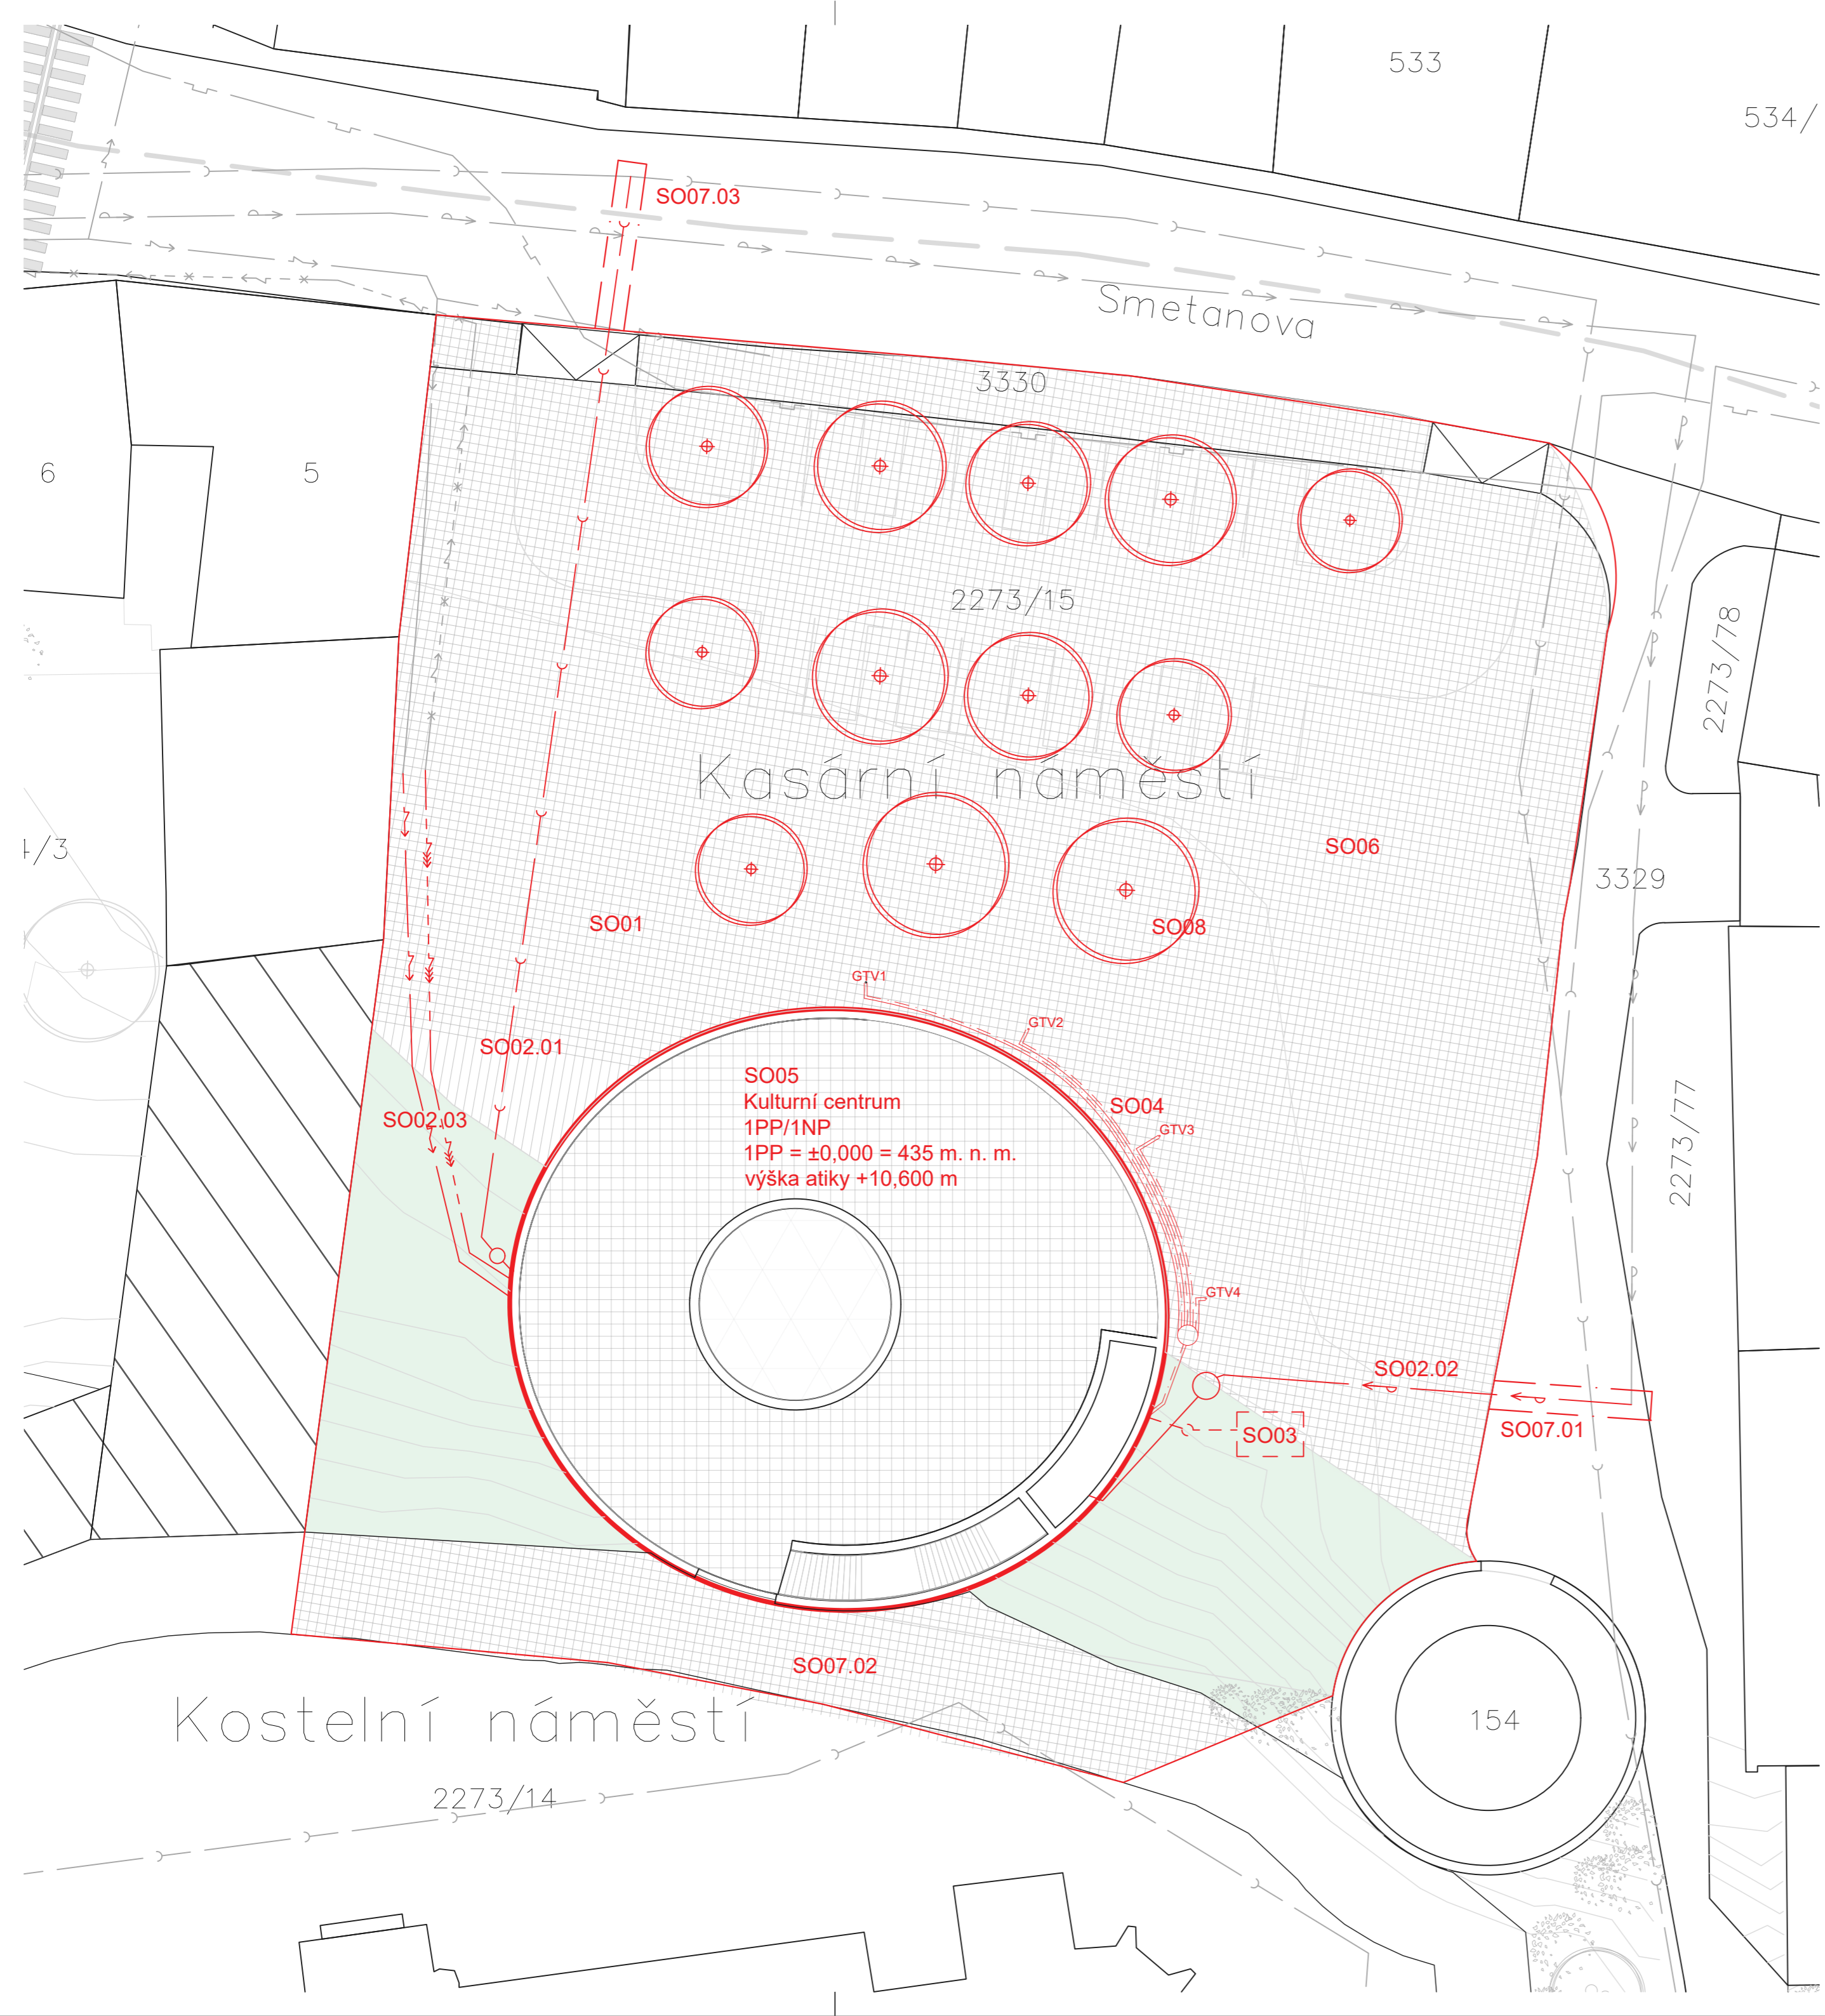 533
534/
SO07.03
Smetanova
3330
6
5
2273/15
2273/78
Kasární náměstí
SO06
4/3
3329
SO01
SO08
GTV1
GTV2
SO02.01
SO05
Kulturní centrum
1PP/1NP
1PP = ±0,000 = 435 m. n. m.
výška atiky +10,600 m
SO04
SO02.03
GTV3
2273/77
GTV4
SO02.02
SO07.01
SO03
SO07.02
Kostelní náměstí
154
2273/14